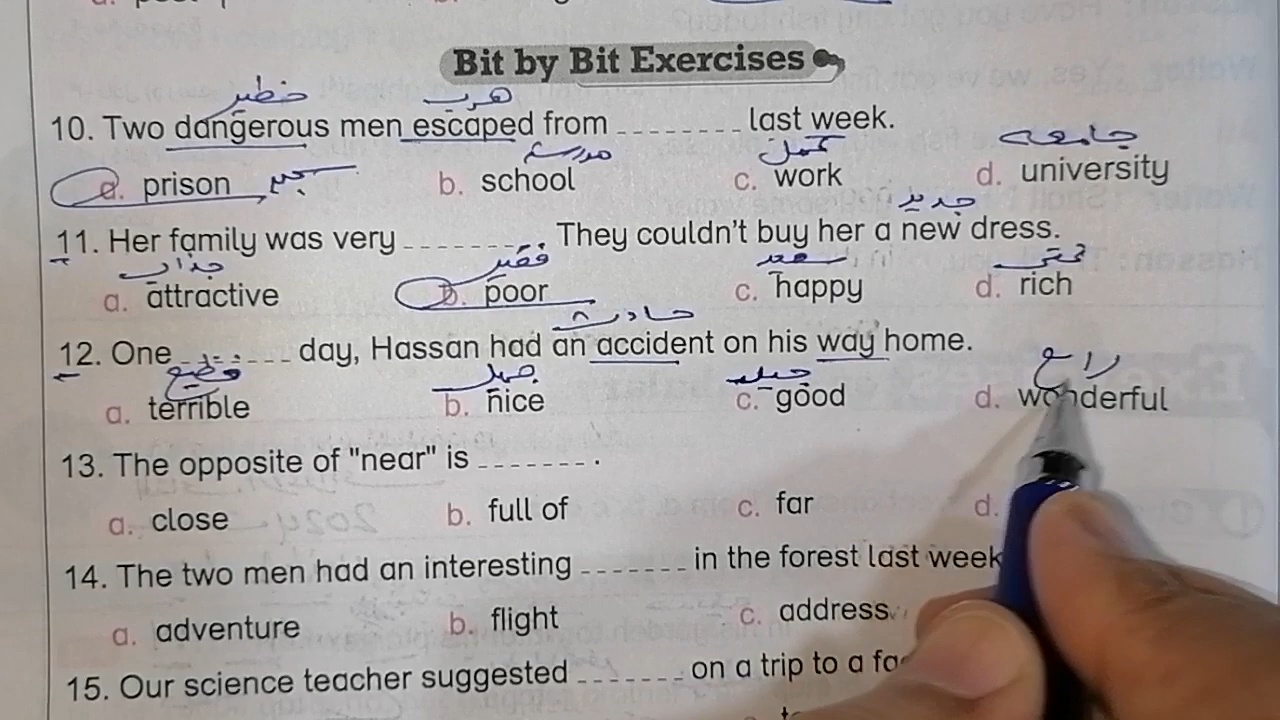 Bit by Bit Exercises
خطير هرب
10. Two dangerous men escaped from _ _ _ _ _ _ _ last week.
سجن مدرسة عمل جامعة
a. prison b. school c. work d. university
جديد
11. Her family was very _ _ _ _ _ _ _. They couldn't buy her a new dress.
جذاب فقير سعيد غني
a. attractive b. poor c. happy d. rich
حادثة
12. One _ _ _ _ _ _ _ day, Hassan had an accident on his way home.
فظيع جميل جيد رائع
a. terrible b. nice c. good d. wonderful
13. The opposite of "near" is _ _ _ _ _ _ _ .
a. close b. full of c. far d.
14. The two men had an interesting _ _ _ _ _ _ _ in the forest last week
a. adventure b. flight c. address
15. Our science teacher suggested _ _ _ _ _ _ _ on a trip to a